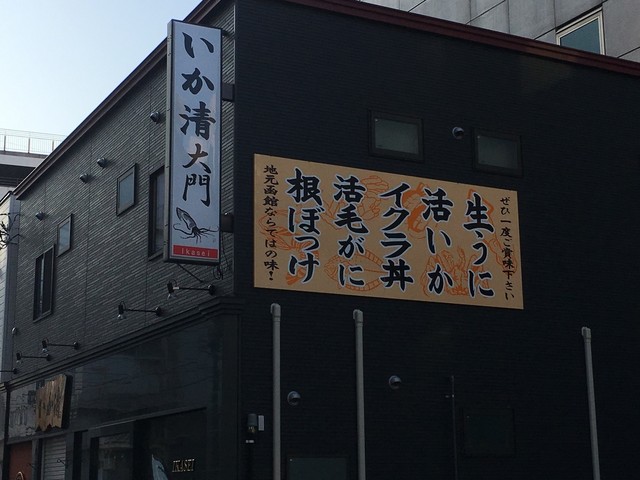 いか清大門
ikasei
ぜひ一度ご賞味下さい
生うに
活いか
イクラ丼
活毛がに
根ぼっけ
地元函館ならではの味!
IKASEI